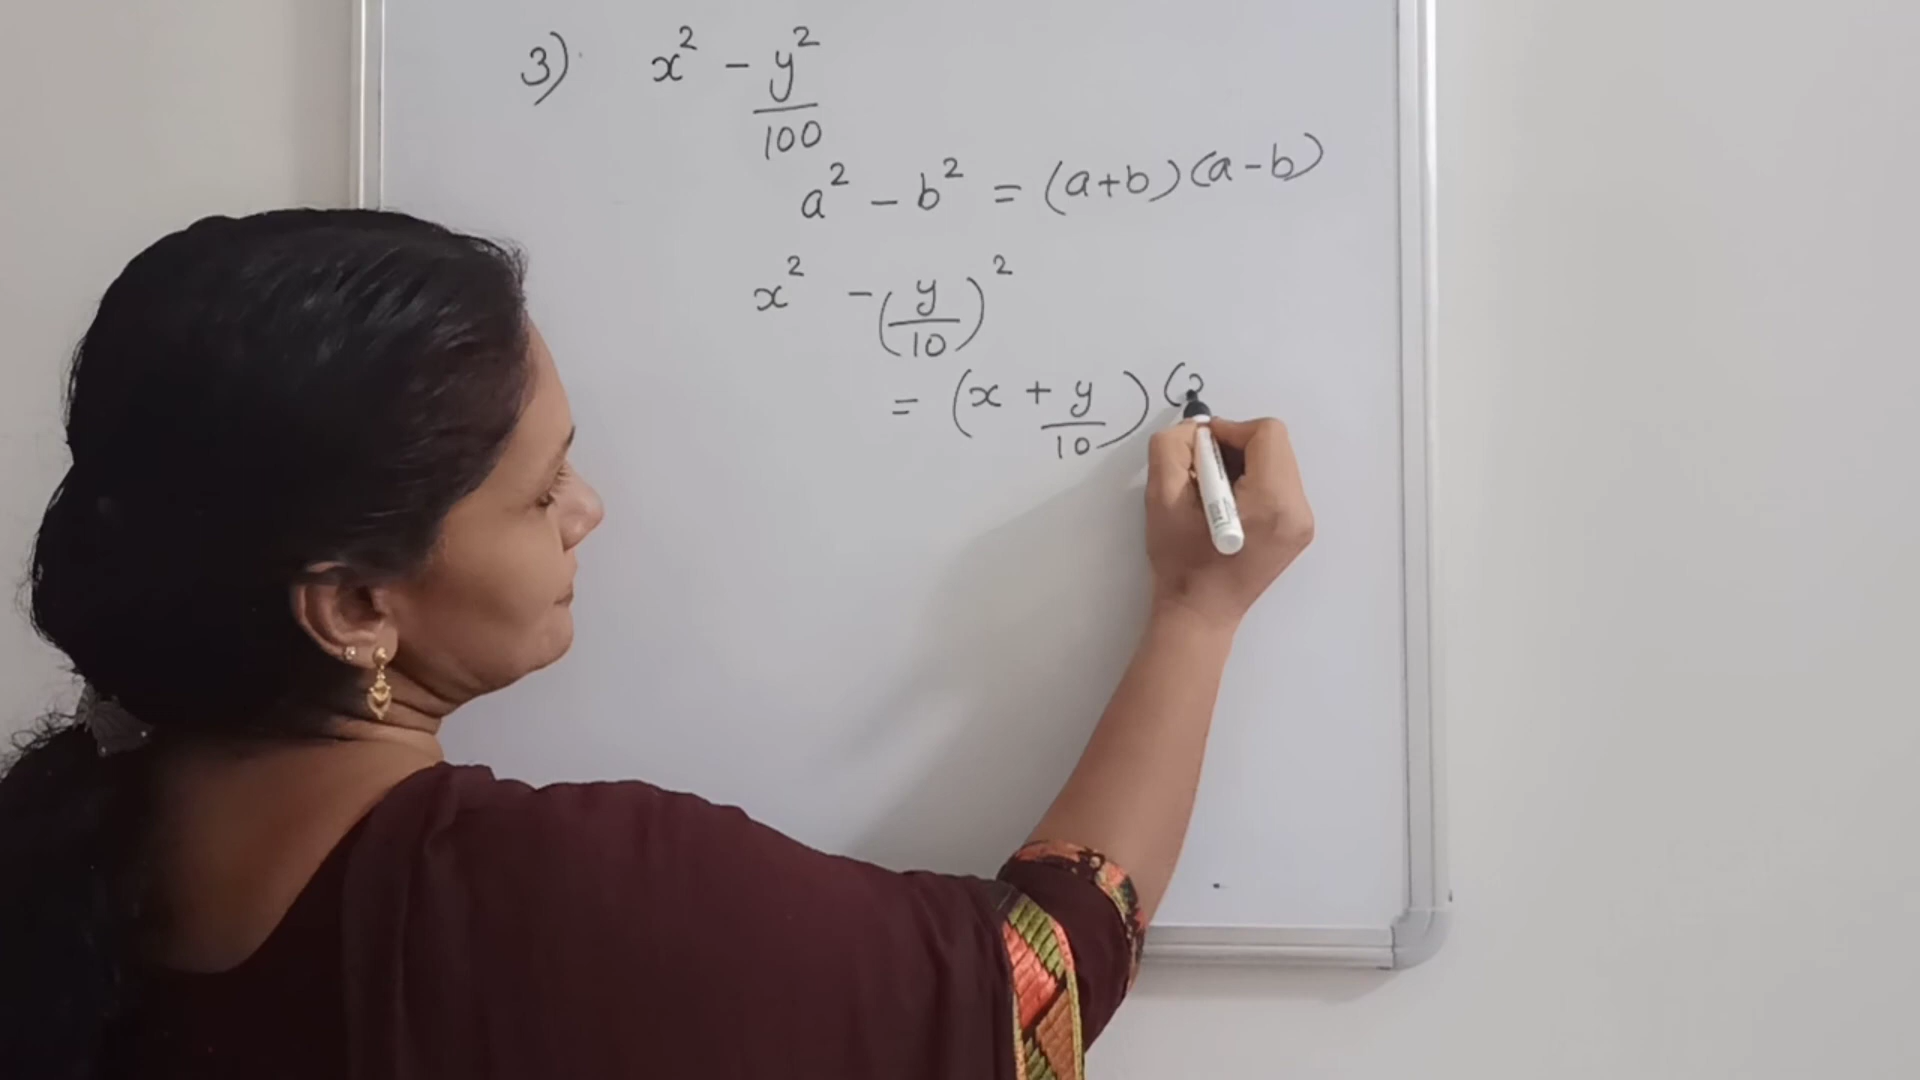 3) x² - y²/100
a² - b² = (a+b)(a-b)
x² - (y/10)²
= (x + y/10)(